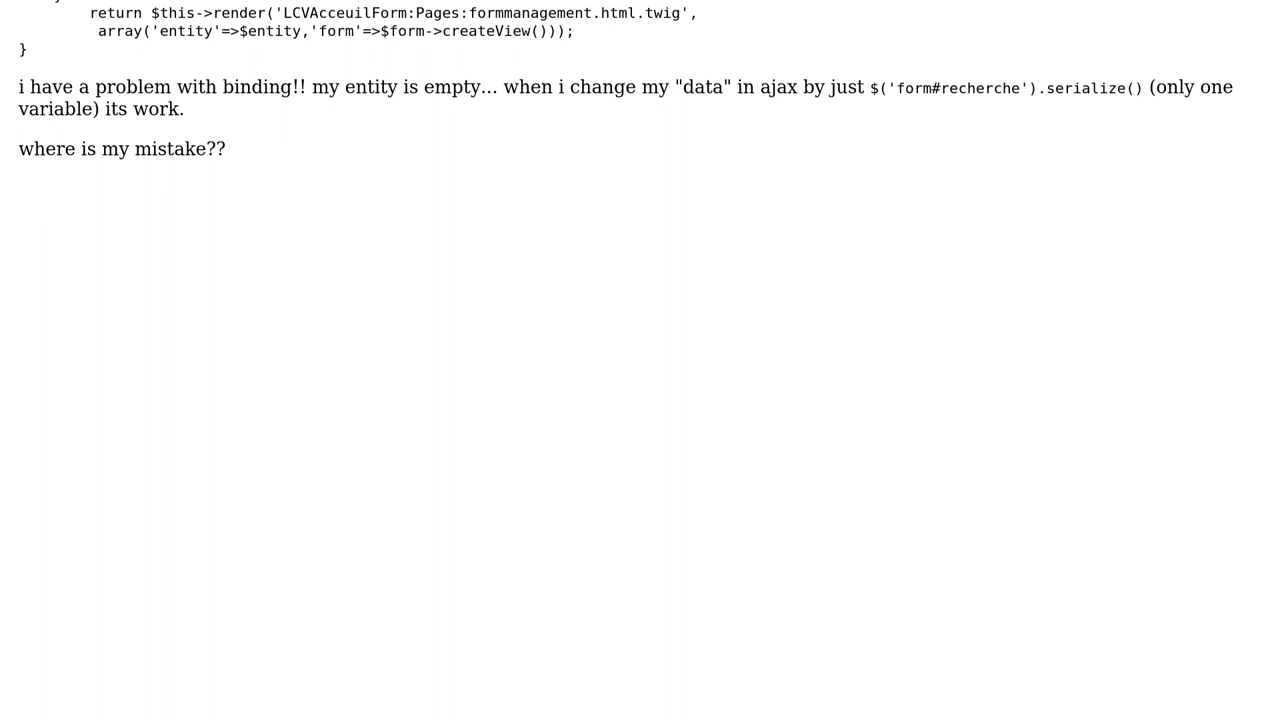 return $this->render('LCVAcceuilForm:Pages:formmanagement.html.twig',
array('entity'=>$entity,'form'=>$form->createView()));
}
i have a problem with binding!! my entity is empty... when i change my "data" in ajax by just $('form#recherche').serialize() (only one
variable) its work.
where is my mistake??